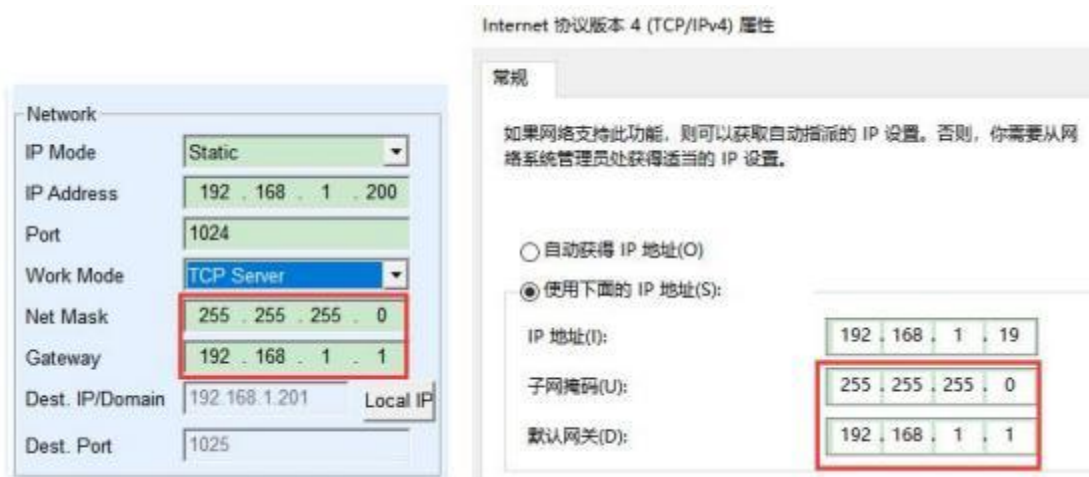 Network
IP Mode Static
IP Address 192 . 168 . 1 . 200
Port 1024
Work Mode TCP Server
Net Mask 255 . 255 . 255 . 0
Gateway 192 . 168 . 1 . 1
Dest. IP/Domain 192.168.1.201 Local IP
Dest. Port 1025
Internet 协议版本 4 (TCP/IPv4) 属性
常规
如果网络支持此功能，则可以获取自动指派的 IP 设置。否则，你需要从网
络系统管理员处获得适当的 IP 设置。
自动获得 IP 地址(O)
使用下面的 IP 地址(S):
IP 地址(I): 192 . 168 . 1 . 19
子网掩码(U): 255 . 255 . 255 . 0
默认网关(D): 192 . 168 . 1 . 1